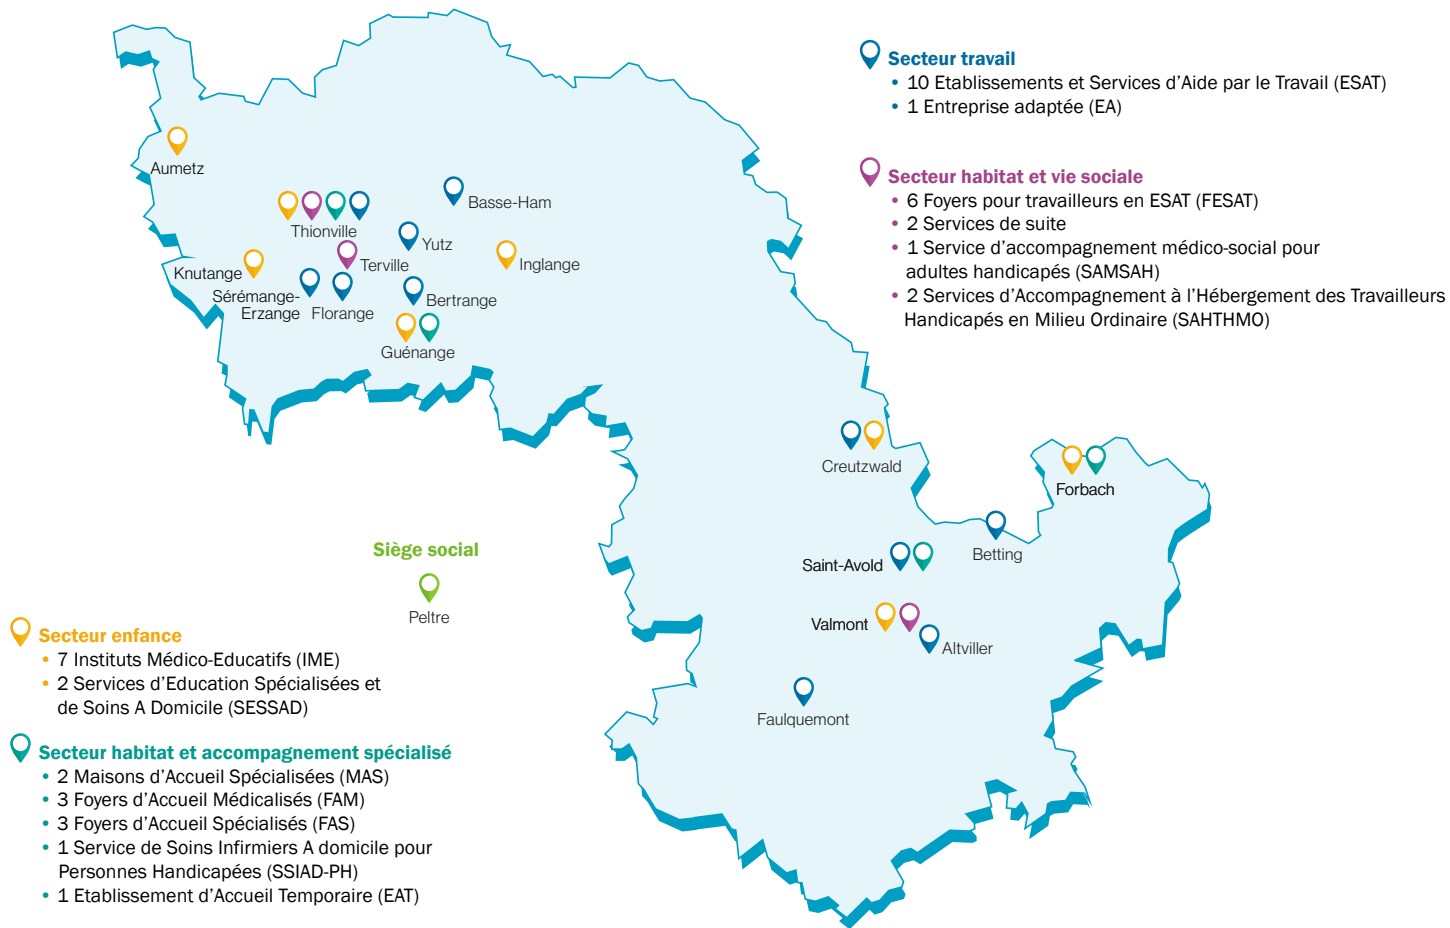 Secteur travail
• 10 Etablissements et Services d’Aide par le Travail (ESAT)
• 1 Entreprise adaptée (EA)
Secteur habitat et vie sociale
• 6 Foyers pour travailleurs en ESAT (FESAT)
• 2 Services de suite
• 1 Service d’accompagnement médico-social pour
adultes handicapés (SAMSAH)
• 2 Services d’Accompagnement à l’Hébergement des Travailleurs
Handicapés en Milieu Ordinaire (SAHTHMO)
Aumetz
Basse-Ham
Thionville
Yutz
Terville
Inglange
Knutange
Sérémange-
Erzange
Florange
Bertrange
Guénange
Creutzwald
Forbach
Betting
Saint-Avold
Valmont
Altviller
Faulquemont
Siège social
Peltre
Secteur enfance
• 7 Instituts Médico-Educatifs (IME)
• 2 Services d’Education Spécialisées et
de Soins A Domicile (SESSAD)
Secteur habitat et accompagnement spécialisé
• 2 Maisons d’Accueil Spécialisées (MAS)
• 3 Foyers d’Accueil Médicalisés (FAM)
• 3 Foyers d’Accueil Spécialisés (FAS)
• 1 Service de Soins Infirmiers A domicile pour
Personnes Handicapées (SSIAD-PH)
• 1 Etablissement d’Accueil Temporaire (EAT)